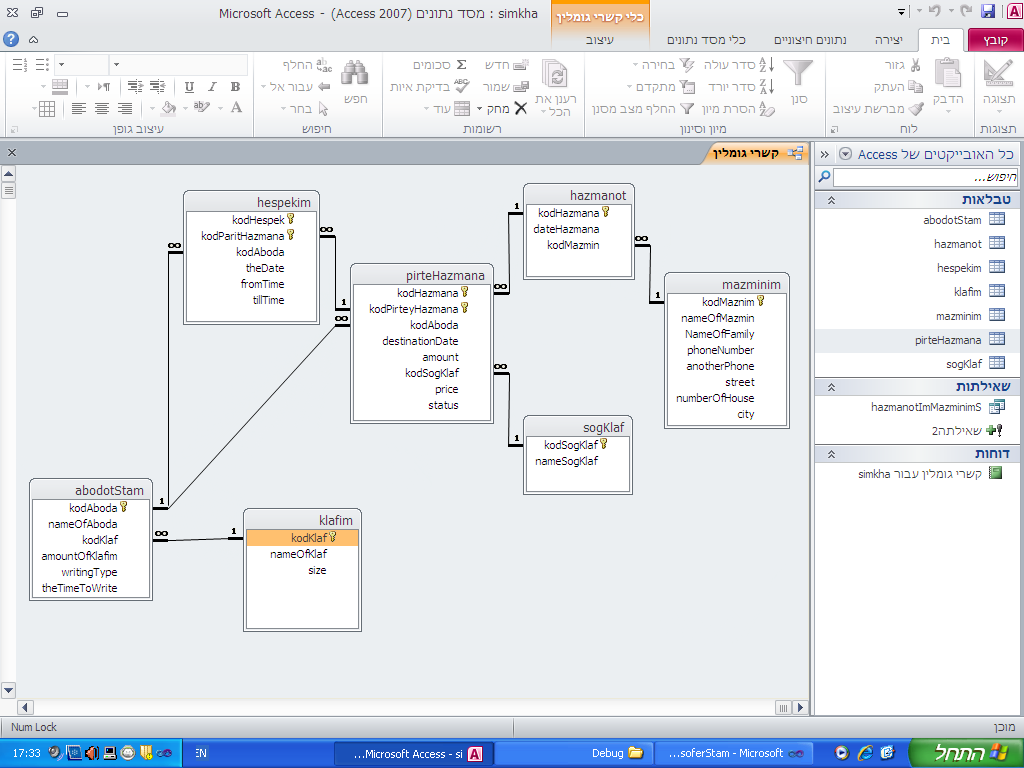 simkha : מסד נתונים (Access 2007) - Microsoft Access
כלי קשרי גומלין
קובץ
בית
יצירה
נתונים חיצוניים
כלי מסד נתונים
עיצוב
תצוגה
תצוגות
הדבק
גזור
העתק
מברשת עיצוב
לוח
סנן
סדר עולה
סדר יורד
הסרת מיון
בחירה
מתקדם
החלף מצב מסנן
מיון וסינון
רענן את הכל
חדש
שמור
מחק
סכומים
בדיקת איות
עוד
רשומות
חפש
החלף
עבור אל
בחר
חיפוש
B
I
U
A
עיצוב גופן
כל האובייקטים של Access
חיפוש...
טבלאות
abodotStam
hazmanot
hespekim
klafim
mazminim
pirteHazmana
sogKlaf
שאילתות
hazmanotImMazminimS
שאילתה2
דוחות
קשרי גומלין עבור simkha
קשרי גומלין
hespekim
kodHespek
kodParitHazmana
kodAboda
theDate
fromTime
tillTime
pirteHazmana
kodHazmana
kodPirteyHazmana
kodAboda
destinationDate
amount
kodSogKlaf
price
status
hazmanot
kodHazmana
dateHazmana
kodMazmin
mazminim
kodMaznim
nameOfMazmin
NameOfFamily
phoneNumber
anotherPhone
street
numberOfHouse
city
sogKlaf
kodSogKlaf
nameSogKlaf
abodotStam
kodAboda
nameOfAboda
kodKlaf
amountOfKlafim
writingType
theTimeToWrite
klafim
kodKlaf
nameOfKlaf
size
∞ 1
∞ 1
∞ 1
∞ 1
∞ 1
∞ 1
∞
מוכן
Num Lock
התחל
soferStam - Microsoft...
Debug
Microsoft Access - si...
EN
17:33